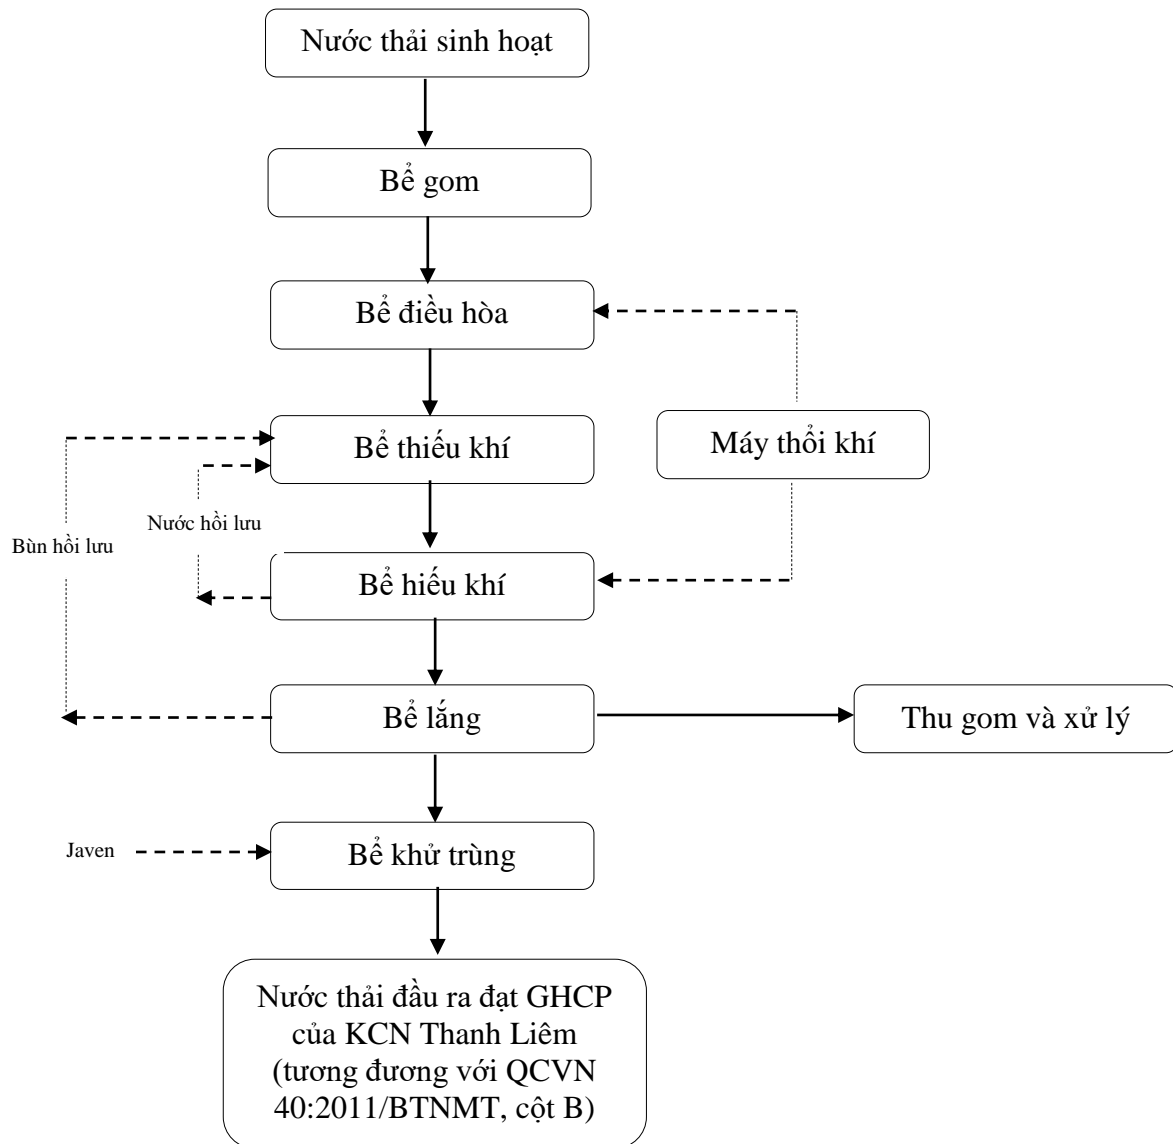 Nước thải sinh hoạt
Bể gom
Bể điều hòa
Bể thiếu khí
Máy thổi khí
Nước hồi lưu
Bùn hồi lưu
Bể hiếu khí
Bể lắng
Thu gom và xử lý
Javen
Bể khử trùng
Nước thải đầu ra đạt GHCP
của KCN Thanh Liêm
(tương đương với QCVN
40:2011/BTNMT, cột B)